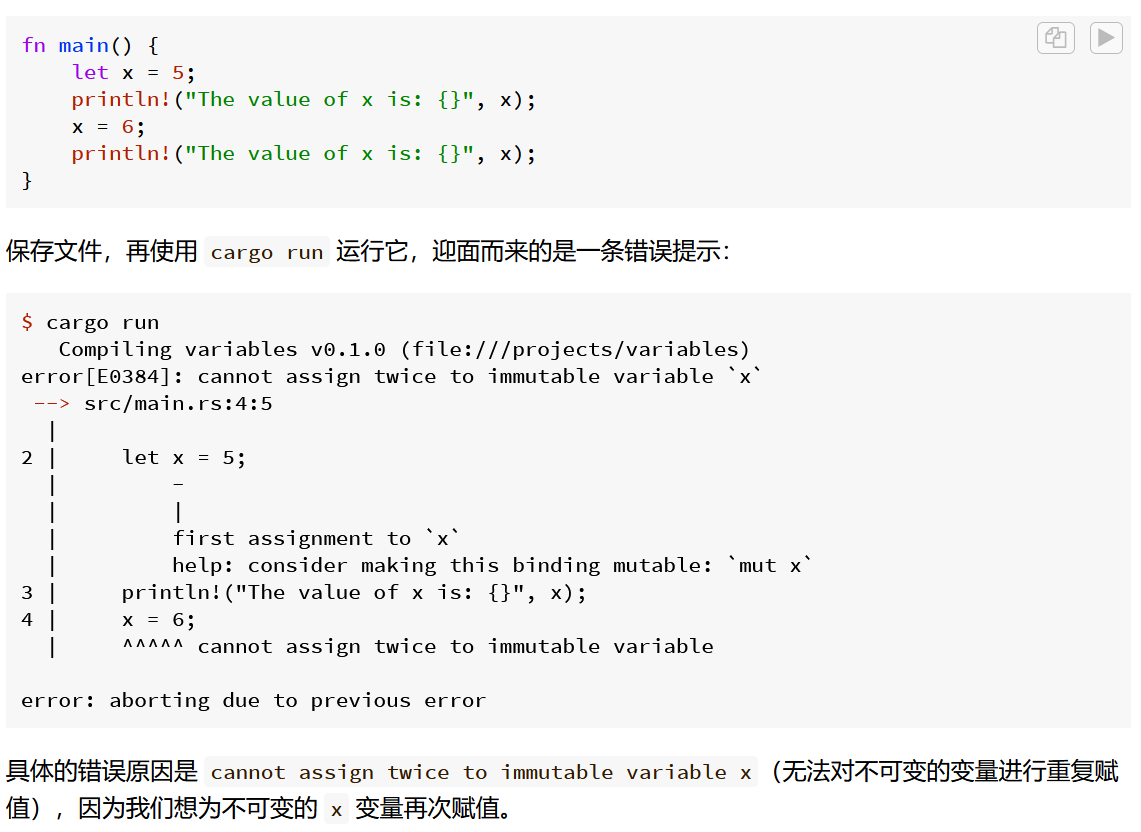 fn main() {
    let x = 5;
    println!("The value of x is: {}", x);
    x = 6;
    println!("The value of x is: {}", x);
}
保存文件，再使用 cargo run 运行它，迎面而来的是一条错误提示：
$ cargo run
   Compiling variables v0.1.0 (file:///projects/variables)
error[E0384]: cannot assign twice to immutable variable `x`
 --> src/main.rs:4:5
  |
2 |     let x = 5;
  |         -
  |         |
  |         first assignment to `x`
  |         help: consider making this binding mutable: `mut x`
3 |     println!("The value of x is: {}", x);
4 |     x = 6;
  |     ^^^^^ cannot assign twice to immutable variable
error: aborting due to previous error
具体的错误原因是 cannot assign twice to immutable variable x（无法对不可变的变量进行重复赋
值），因为我们想为不可变的 x 变量再次赋值。